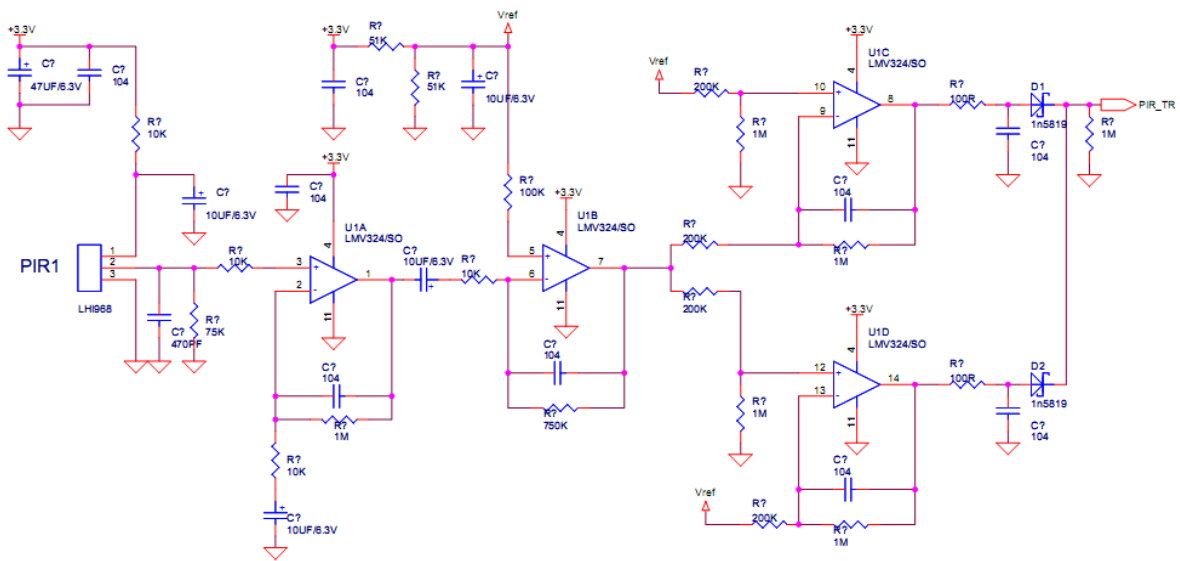 +3.3V
C?
47UF/6.3V
C?
104
R?
10K
C?
10UF/6.3V
PIR1
1
2
3
LHI968
C?
470PF
R?
75K
R?
10K
+3.3V
C?
104
U1A
LMV324/SO
4
3
+
2
-
1
11
C?
104
R?
1M
R?
10K
C?
10UF/6.3V
+3.3V
R?
51K
Vref
C?
104
R?
51K
C?
10UF/6.3V
R?
100K
C?
10UF/6.3V
R?
10K
+3.3V
U1B
LMV324/SO
4
5
+
6
-
7
11
C?
104
R?
750K
Vref
R?
200K
R?
1M
+3.3V
U1C
LMV324/SO
4
10
+
9
-
8
11
C?
104
R?
200K
R?
1M
R?
100R
C?
104
D1
1n5819
PIR_TR
R?
1M
R?
200K
R?
1M
+3.3V
U1D
LMV324/SO
4
12
+
13
-
14
11
C?
104
Vref
R?
200K
R?
1M
R?
100R
C?
104
D2
1n5819